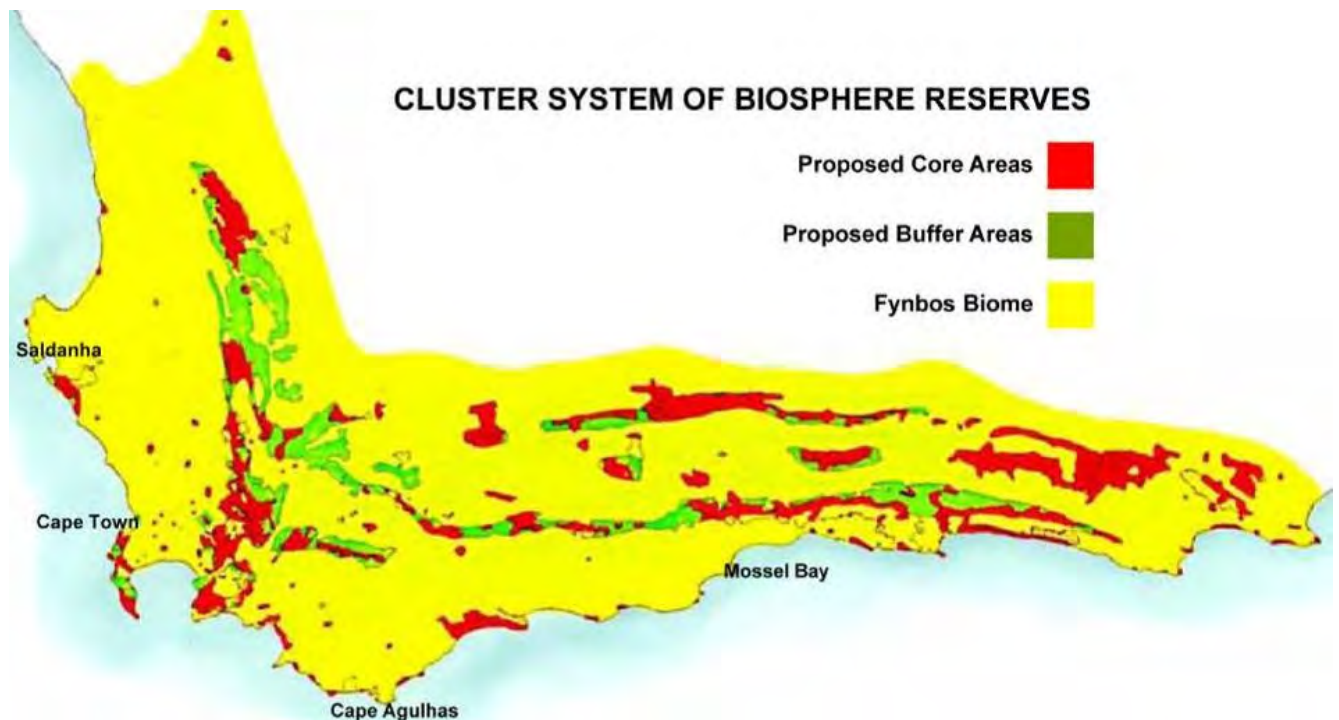 CLUSTER SYSTEM OF BIOSPHERE RESERVES
Proposed Core Areas
Proposed Buffer Areas
Fynbos Biome
Saldanha
Cape Town
Mossel Bay
Cape Agulhas